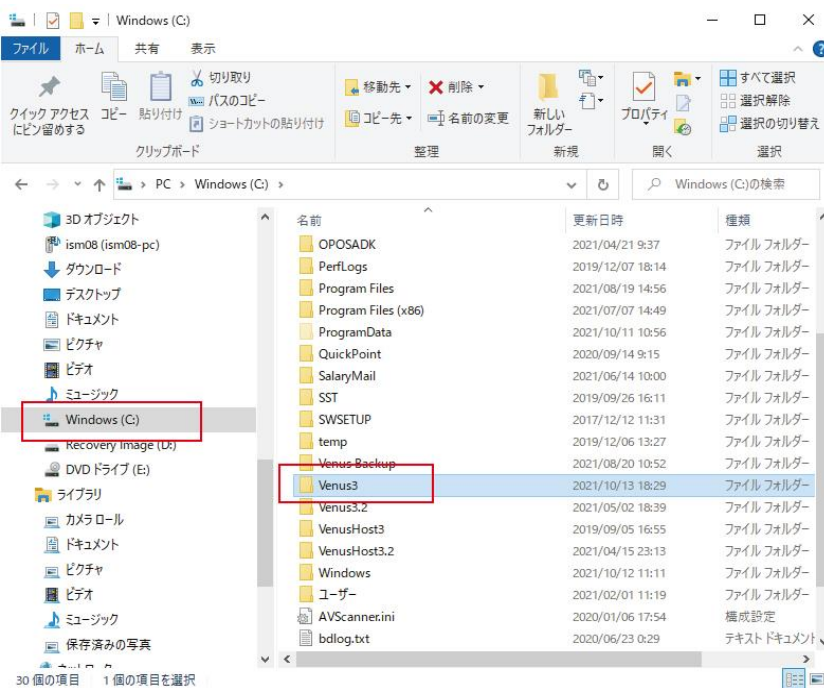 Windows (C:)
ファイル ホーム 共有 表示
クイック アクセス
にピン留めする
コピー
貼り付け
切り取り
パスのコピー
ショートカットの貼り付け
クリップボード
移動先
コピー先
削除
名前の変更
整理
新しい
フォルダー
新規
プロパティ
開く
すべて選択
選択解除
選択の切り替え
選択
PC > Windows (C:) >
Windows (C:)の検索
3D オブジェクト
ism08 (ism08-pc)
ダウンロード
デスクトップ
ドキュメント
ピクチャ
ビデオ
ミュージック
Windows (C:)
Recovery Image (D:)
DVD ドライブ (E:)
ライブラリ
カメラ ロール
ドキュメント
ピクチャ
ビデオ
ミュージック
保存済みの写真
ネットワーク
名前 更新日時 種類
OPOSADK 2021/04/21 9:37 ファイル フォルダー
PerfLogs 2019/12/07 18:14 ファイル フォルダー
Program Files 2021/08/19 14:56 ファイル フォルダー
Program Files (x86) 2021/07/07 14:49 ファイル フォルダー
ProgramData 2021/10/11 10:56 ファイル フォルダー
QuickPoint 2020/09/14 9:15 ファイル フォルダー
SalaryMail 2021/06/14 10:00 ファイル フォルダー
SST 2019/09/26 16:11 ファイル フォルダー
SWSETUP 2017/12/12 11:31 ファイル フォルダー
temp 2019/12/06 13:27 ファイル フォルダー
Venus Backup 2021/08/20 10:52 ファイル フォルダー
Venus3 2021/10/13 18:29 ファイル フォルダー
Venus3.2 2021/05/02 18:39 ファイル フォルダー
VenusHost3 2019/09/05 16:55 ファイル フォルダー
VenusHost3.2 2021/04/15 23:13 ファイル フォルダー
Windows 2021/10/12 11:11 ファイル フォルダー
ユーザー 2021/02/01 11:19 ファイル フォルダー
AVScanner.ini 2020/01/06 17:54 構成設定
bdlog.txt 2020/06/23 0:29 テキスト ドキュメント
30 個の項目 1 個の項目を選択